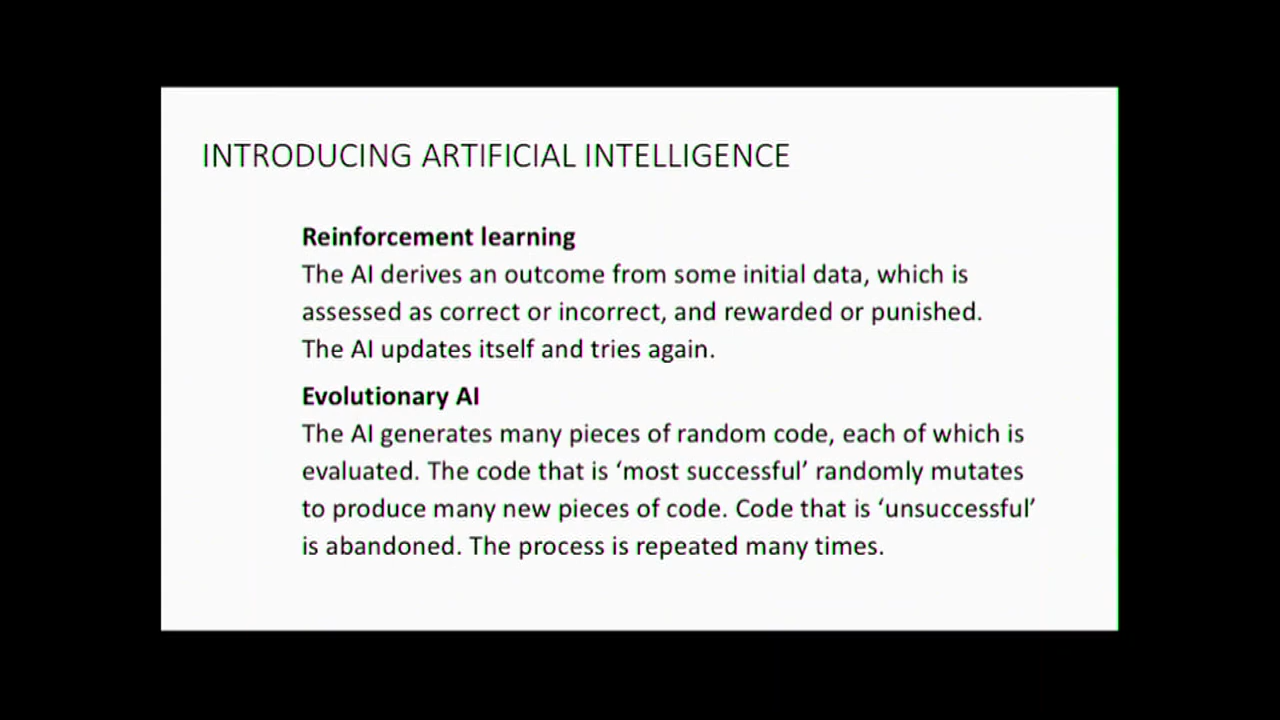 INTRODUCING ARTIFICIAL INTELLIGENCE
Reinforcement learning
The AI derives an outcome from some initial data, which is
assessed as correct or incorrect, and rewarded or punished.
The AI updates itself and tries again.
Evolutionary AI
The AI generates many pieces of random code, each of which is
evaluated. The code that is ‘most successful’ randomly mutates
to produce many new pieces of code. Code that is ‘unsuccessful’
is abandoned. The process is repeated many times.